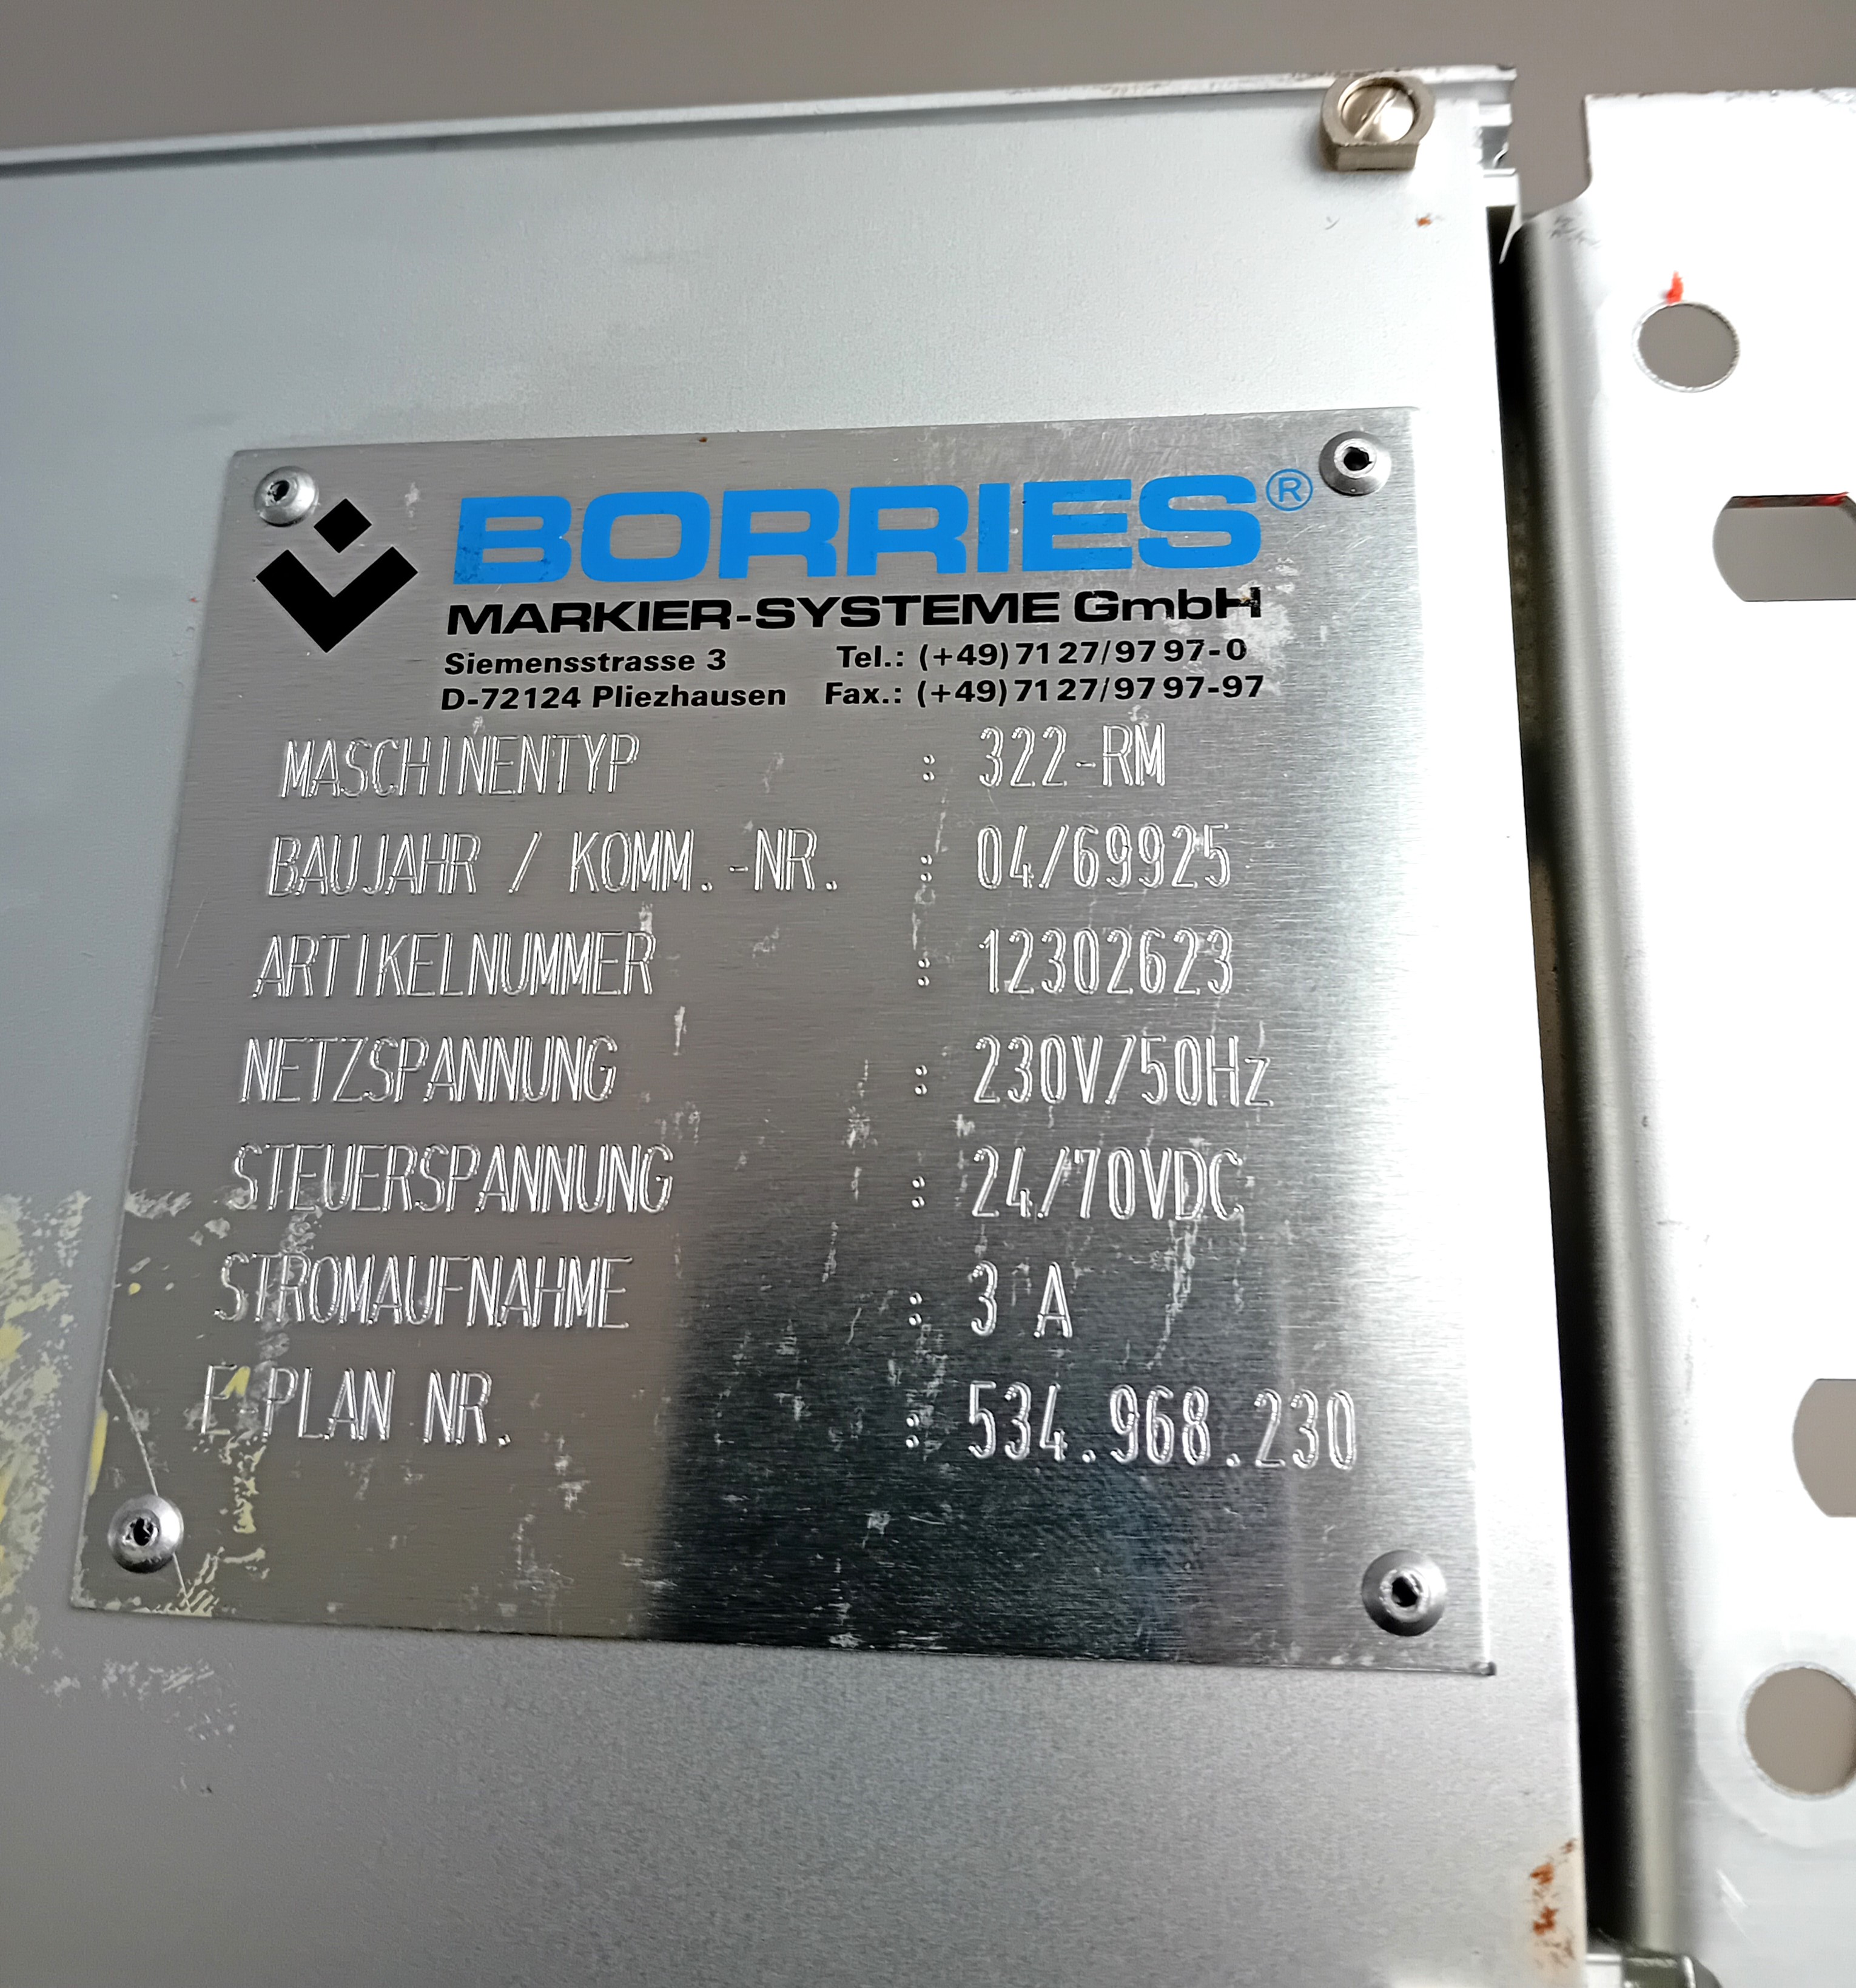 BORRIES®
MARKIER-SYSTEME GmbH
Siemensstrasse 3 Tel.: (+49) 71 27/97 97-0
D-72124 Pliezhausen Fax.: (+49) 71 27/97 97-97
MASCHINENTYP : 322-RM
BAUJAHR / KOMM.-NR. : 04/69925
ARTIKELNUMMER : 12302623
NETZSPANNUNG : 230V/50Hz
STEUERSPANNUNG : 24/70VDC
STROMAUFNAHME : 3 A
E-PLAN NR. : 534.968.230